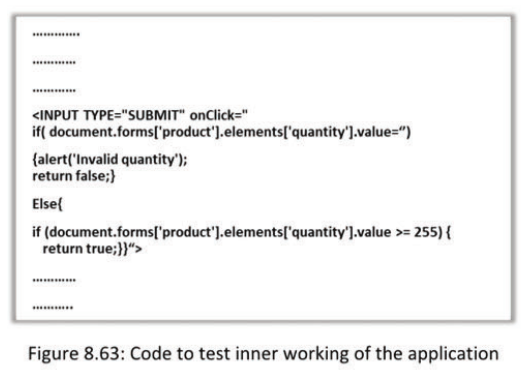 .............
............
............
<INPUT TYPE="SUBMIT" onClick="
if( document.forms['product'].elements['quantity'].value=‘’)
{alert('Invalid quantity');
return false;}
Else{
if (document.forms['product'].elements['quantity'].value >= 255) {
return true;}}“>
............
...........
Figure 8.63: Code to test inner working of the application